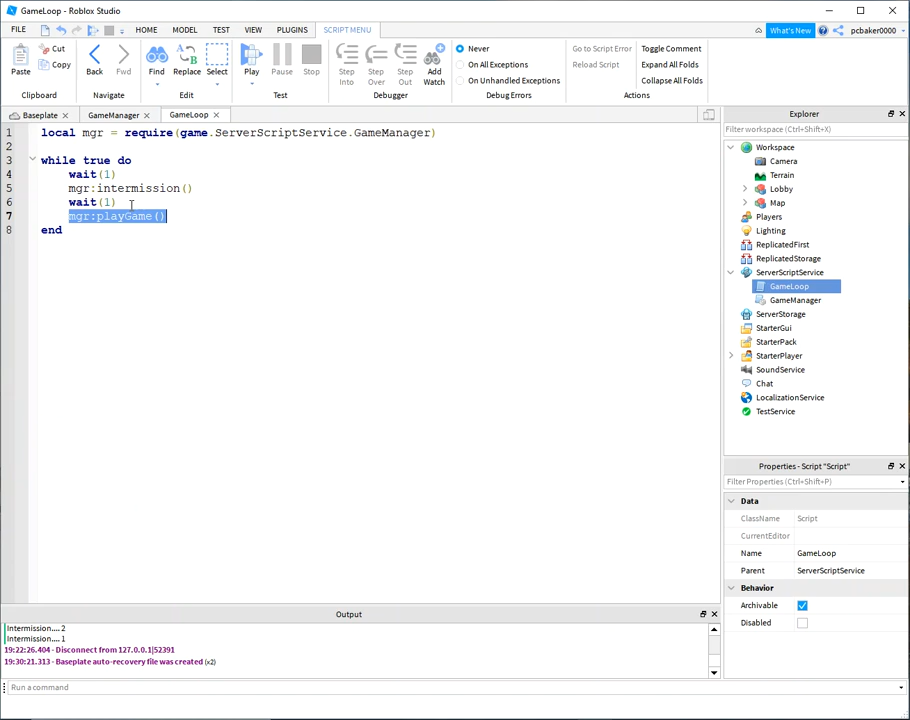 GameLoop - Roblox Studio
FILE HOME MODEL TEST VIEW PLUGINS SCRIPT MENU What's New pcbaker0000
Paste Cut Copy
Clipboard
Back Fwd
Navigate
Find Replace Select
Edit
Play Pause Stop
Test
Step Into Step Over Step Out Add Watch
Debugger
Never
On All Exceptions
On Unhandled Exceptions
Debug Errors
Go to Script Error
Reload Script
Toggle Comment
Expand All Folds
Collapse All Folds
Actions
Baseplate GameManager GameLoop
1 local mgr = require(game.ServerScriptService.GameManager)
2
3 while true do
4 wait(1)
5 mgr:intermission()
6 wait(1)
7 mgr:playGame()
8 end
Explorer
Filter workspace (Ctrl+Shift+X)
Workspace
Camera
Terrain
Lobby
Map
Players
Lighting
ReplicatedFirst
ReplicatedStorage
ServerScriptService
GameLoop
GameManager
ServerStorage
StarterGui
StarterPack
StarterPlayer
SoundService
Chat
LocalizationService
TestService
Properties - Script "Script"
Filter Properties (Ctrl+Shift+P)
Data
ClassName Script
CurrentEditor
Name GameLoop
Parent ServerScriptService
Behavior
Archivable
Disabled
Output
Intermission.... 2
Intermission.... 1
19:22:26.404 - Disconnect from 127.0.0.1|52391
19:30:21.313 - Baseplate auto-recovery file was created (x2)
Run a command